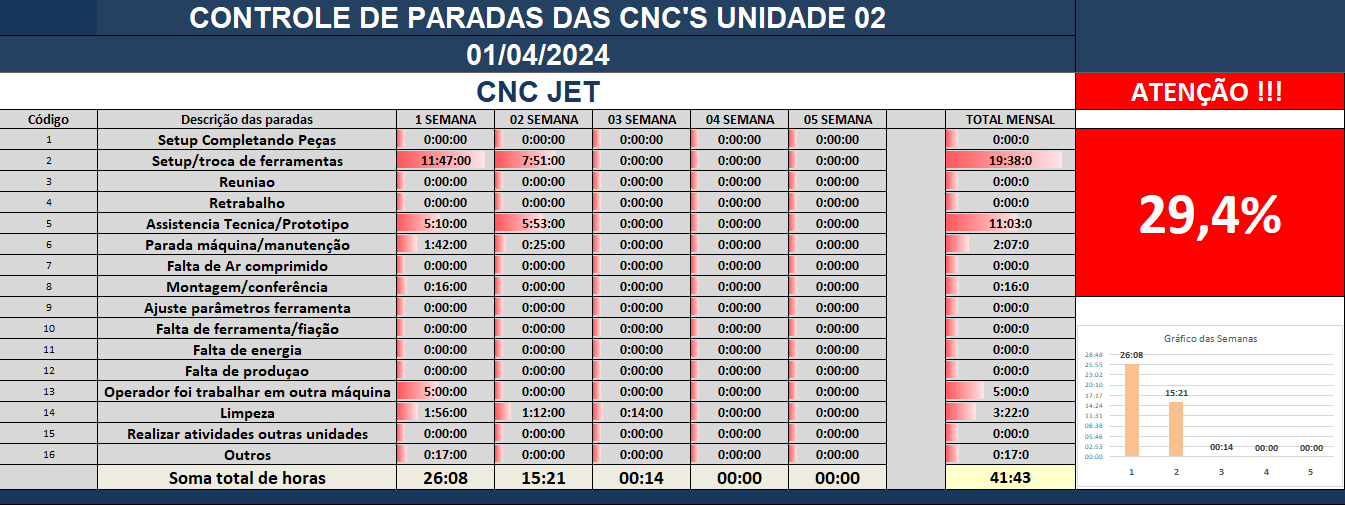 CONTROLE DE PARADAS DAS CNC'S UNIDADE 02
01/04/2024
CNC JET
ATENÇÃO !!!
Código Descrição das paradas 1 SEMANA 02 SEMANA 03 SEMANA 04 SEMANA 05 SEMANA TOTAL MENSAL
1 Setup Completando Peças 0:00:00 0:00:00 0:00:00 0:00:00 0:00:00 0:00:0
2 Setup/troca de ferramentas 11:47:00 7:51:00 0:00:00 0:00:00 0:00:00 19:38:0
3 Reuniao 0:00:00 0:00:00 0:00:00 0:00:00 0:00:00 0:00:0
4 Retrabalho 0:00:00 0:00:00 0:00:00 0:00:00 0:00:00 0:00:0
5 Assistencia Tecnica/Prototipo 5:10:00 5:53:00 0:00:00 0:00:00 0:00:00 11:03:0
6 Parada máquina/manutenção 1:42:00 0:25:00 0:00:00 0:00:00 0:00:00 2:07:0
7 Falta de Ar comprimido 0:00:00 0:00:00 0:00:00 0:00:00 0:00:00 0:00:0
8 Montagem/conferência 0:16:00 0:00:00 0:00:00 0:00:00 0:00:00 0:16:0
9 Ajuste parâmetros ferramenta 0:00:00 0:00:00 0:00:00 0:00:00 0:00:00 0:00:0
10 Falta de ferramenta/fiação 0:00:00 0:00:00 0:00:00 0:00:00 0:00:00 0:00:0
11 Falta de energia 0:00:00 0:00:00 0:00:00 0:00:00 0:00:00 0:00:0
12 Falta de produçao 0:00:00 0:00:00 0:00:00 0:00:00 0:00:00 0:00:0
13 Operador foi trabalhar em outra máquina 5:00:00 0:00:00 0:00:00 0:00:00 0:00:00 5:00:0
14 Limpeza 1:56:00 1:12:00 0:14:00 0:00:00 0:00:00 3:22:0
15 Realizar atividades outras unidades 0:00:00 0:00:00 0:00:00 0:00:00 0:00:00 0:00:0
16 Outros 0:17:00 0:00:00 0:00:00 0:00:00 0:00:00 0:17:0
Soma total de horas 26:08 15:21 00:14 00:00 00:00 41:43
29,4%
Gráfico das Semanas
28:48
25:55
23:02
20:10
17:17
14:24
11:31
08:38
05:46
02:53
00:00
26:08
15:21
00:14 00:00 00:00
1 2 3 4 5